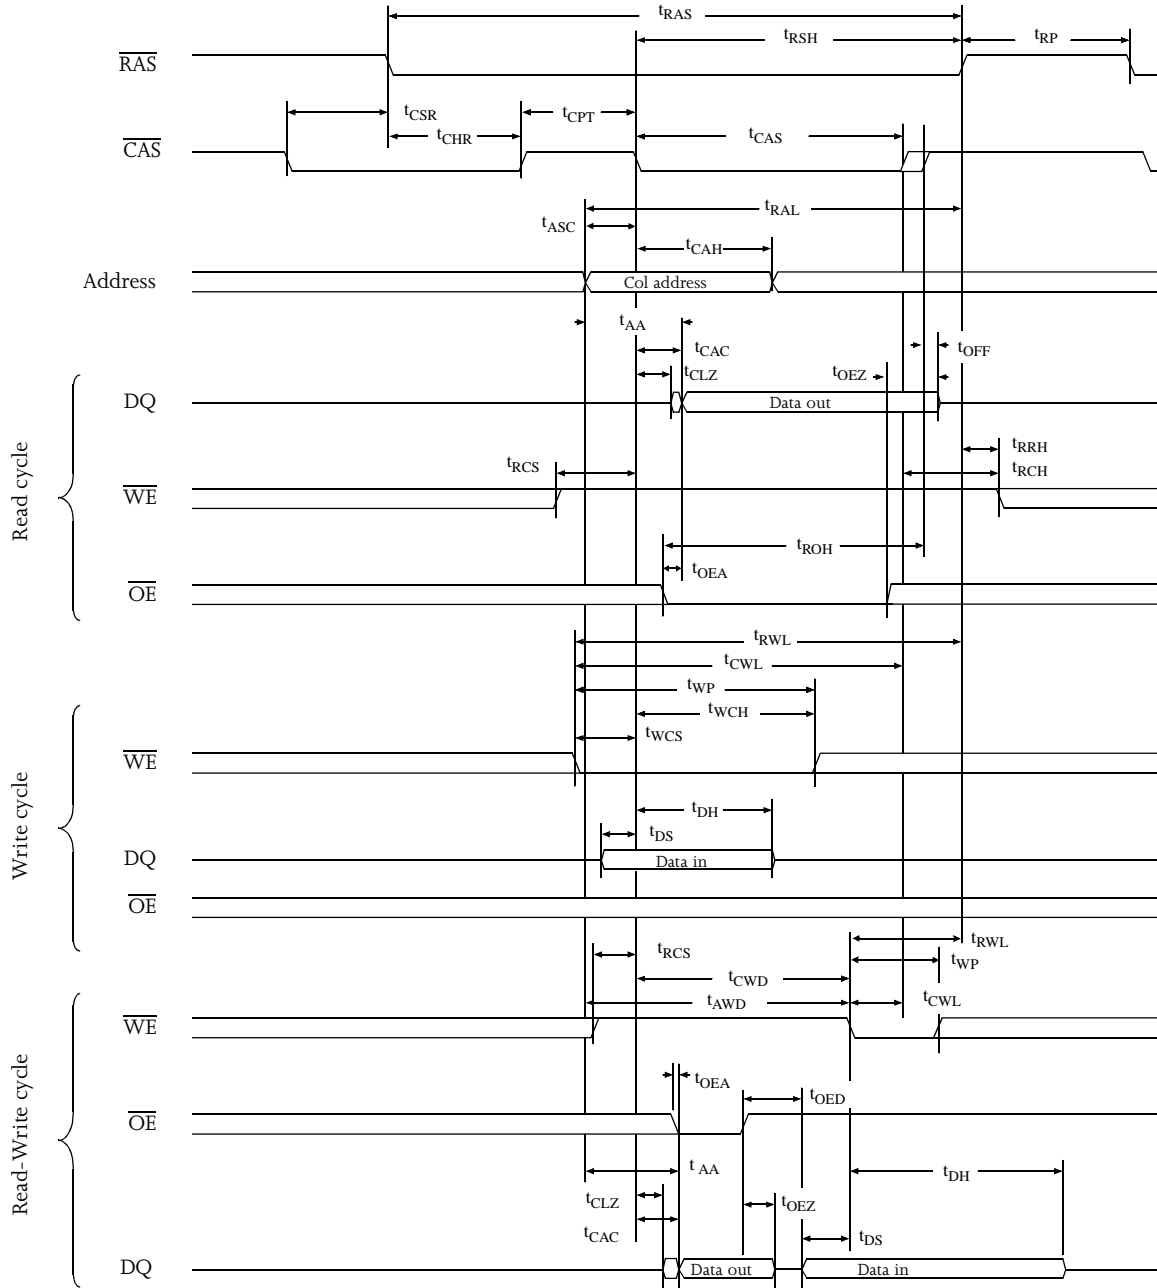 tRAS
tRSH
tRP
RAS
tCSR
tCPT
tCHR
tCAS
CAS
tRAL
tASC
tCAH
Address
Col address
tAA
tCAC
tOFF
tCLZ
tOEZ
DQ
Data out
tRRH
tRCS
tRCH
Read cycle
WE
tROH
tOEA
OE
tRWL
tCWL
tWP
tWCH
tWCS
WE
Write cycle
tDH
tDS
DQ
Data in
OE
tRWL
tRCS
tWP
tCWD
tAWD
tCWL
WE
tOEA
tOED
OE
Read-Write cycle
t AA
tDH
tCLZ
tOEZ
tCAC
tDS
DQ
Data out
Data in